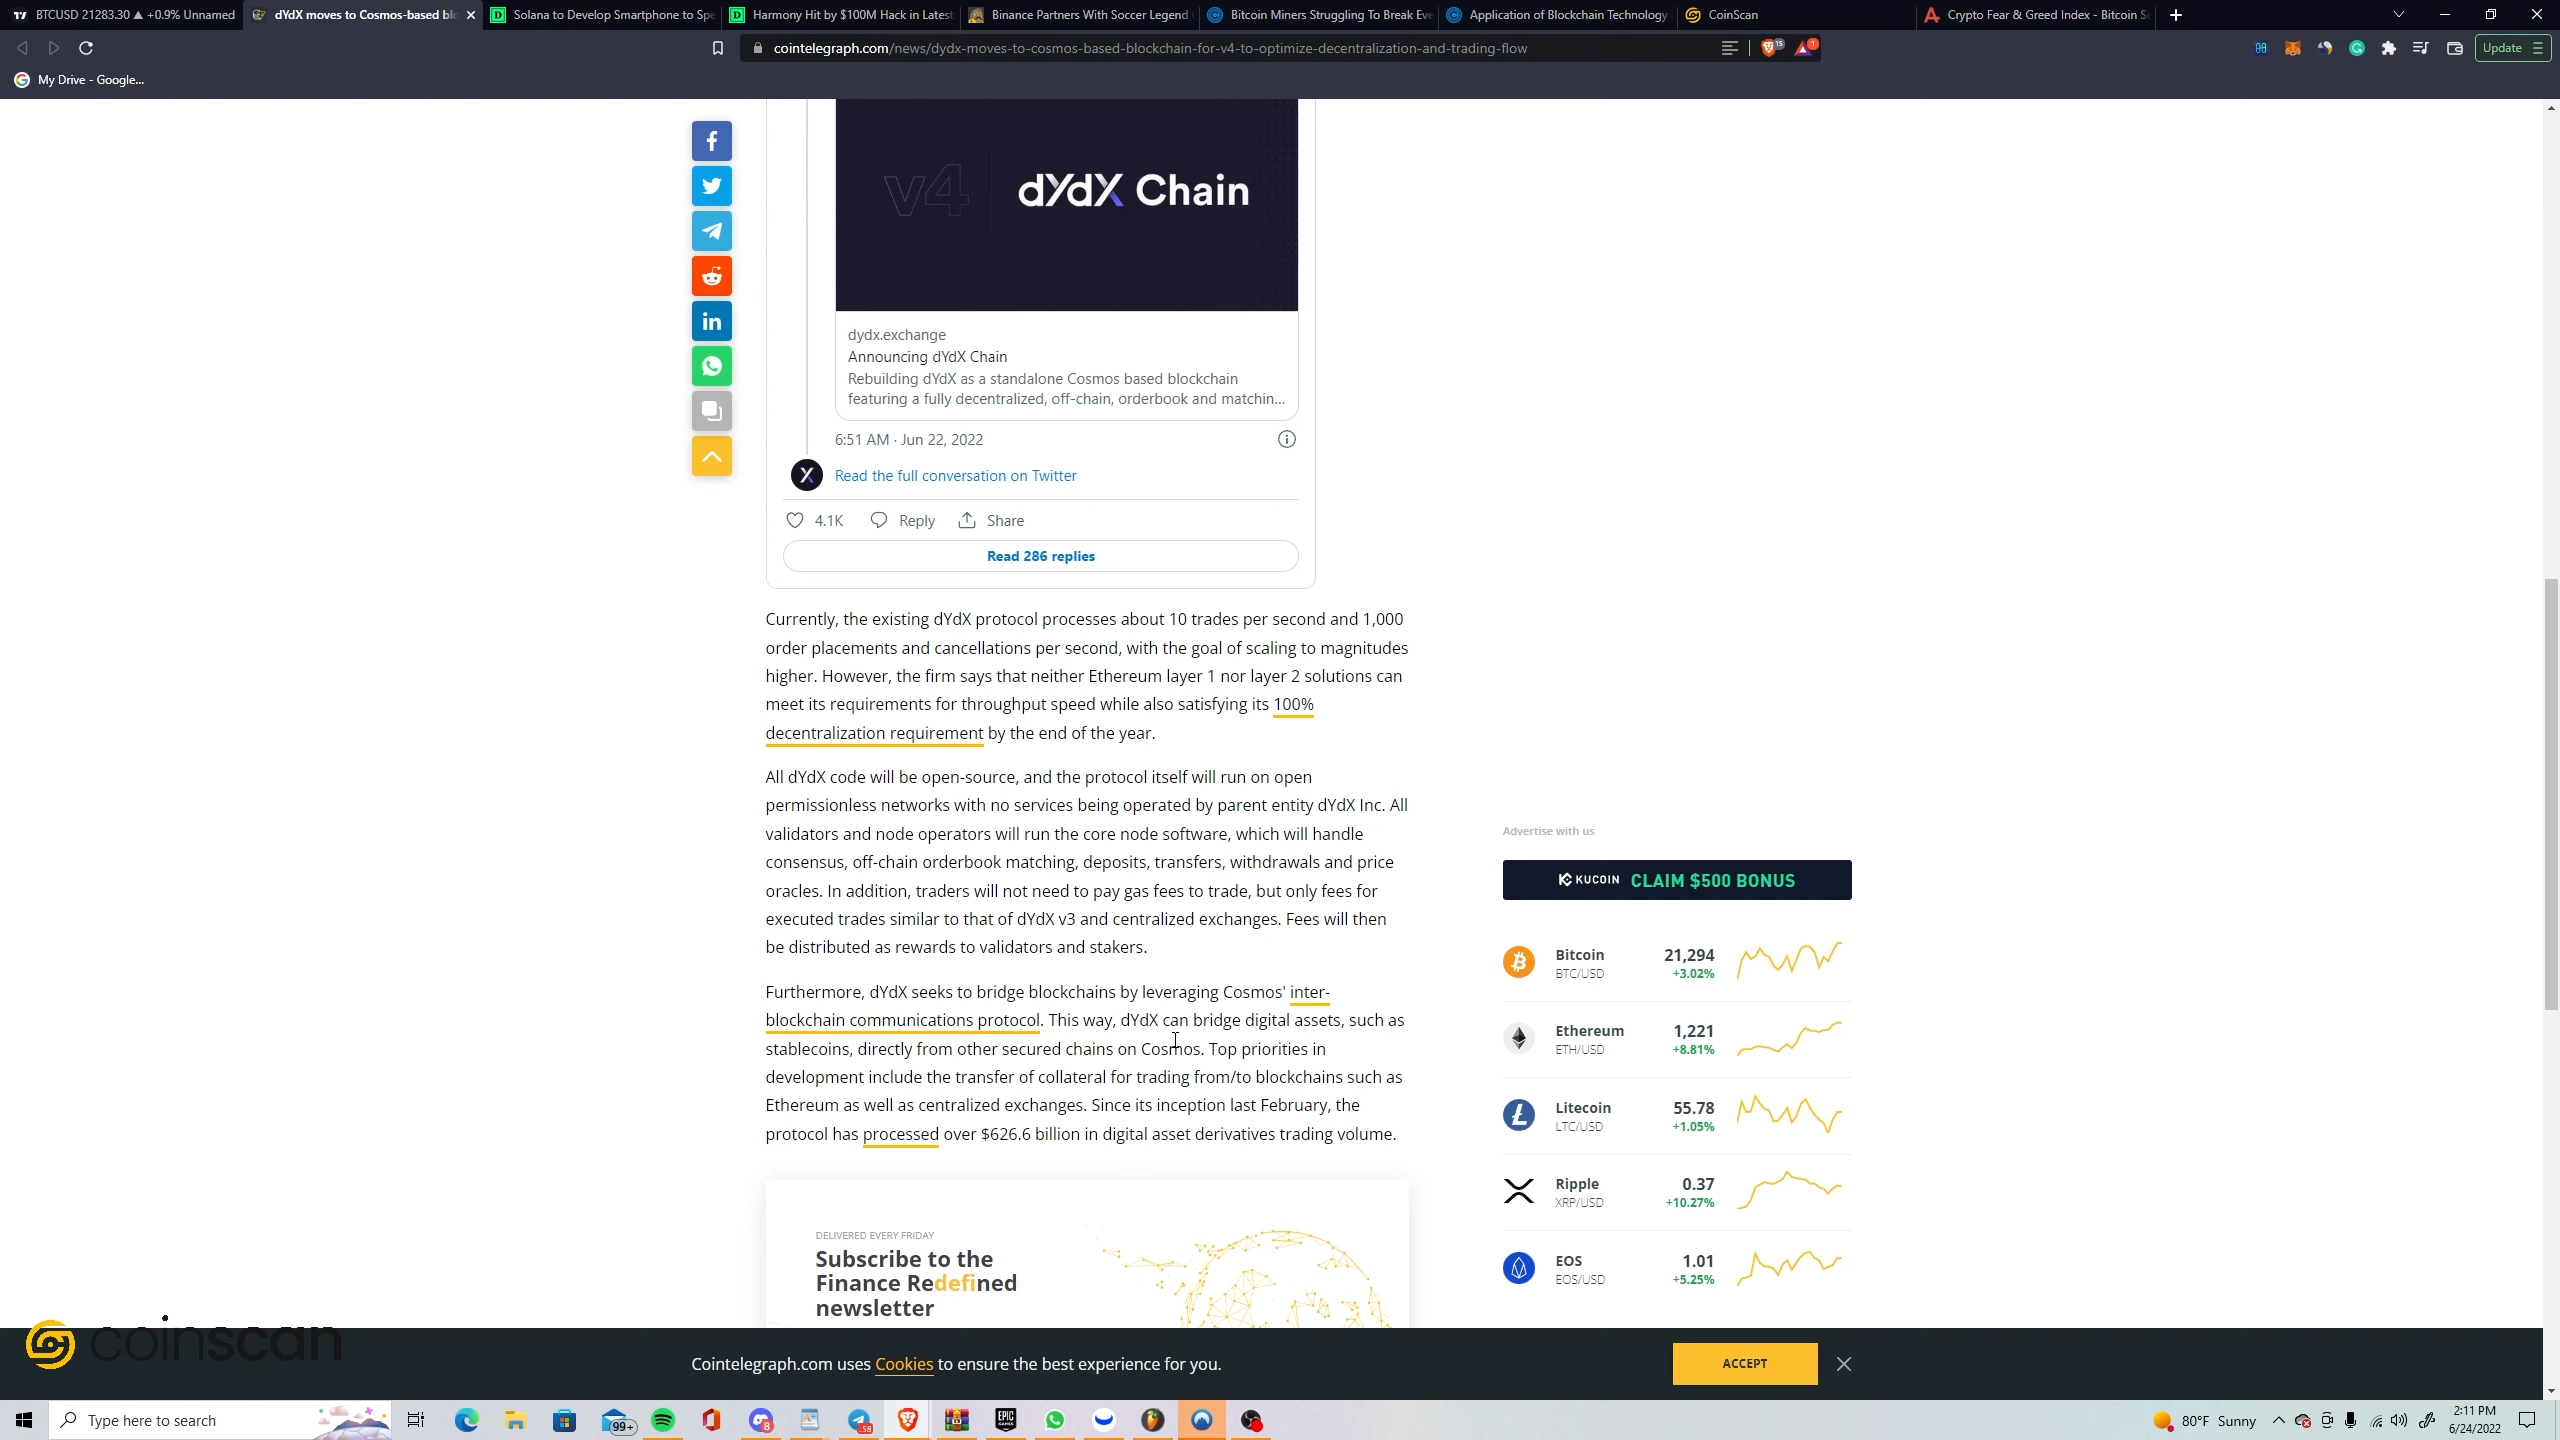 BTCUSD 21283.30 ▲ +0.9% Unnamed
dYdX moves to Cosmos-based blo
Solana to Develop Smartphone to Spe
Harmony Hit by $100M Hack in Latest
Binance Partners With Soccer Legend
Bitcoin Miners Struggling To Break Eve
Application of Blockchain Technology
CoinScan
Crypto Fear & Greed Index - Bitcoin Se
cointelegraph.com/news/dydx-moves-to-cosmos-based-blockchain-for-v4-to-optimize-decentralization-and-trading-flow
15
1
Update
My Drive - Google...
v4 dYdX Chain
dydx.exchange
Announcing dYdX Chain
Rebuilding dYdX as a standalone Cosmos based blockchain
featuring a fully decentralized, off-chain, orderbook and matchin...
6:51 AM · Jun 22, 2022
Read the full conversation on Twitter
4.1K Reply Share
Read 286 replies
Currently, the existing dYdX protocol processes about 10 trades per second and 1,000
order placements and cancellations per second, with the goal of scaling to magnitudes
higher. However, the firm says that neither Ethereum layer 1 nor layer 2 solutions can
meet its requirements for throughput speed while also satisfying its 100%
decentralization requirement by the end of the year.
All dYdX code will be open-source, and the protocol itself will run on open
permissionless networks with no services being operated by parent entity dYdX Inc. All
validators and node operators will run the core node software, which will handle
consensus, off-chain orderbook matching, deposits, transfers, withdrawals and price
oracles. In addition, traders will not need to pay gas fees to trade, but only fees for
executed trades similar to that of dYdX v3 and centralized exchanges. Fees will then
be distributed as rewards to validators and stakers.
Furthermore, dYdX seeks to bridge blockchains by leveraging Cosmos' inter-
blockchain communications protocol. This way, dYdX can bridge digital assets, such as
stablecoins, directly from other secured chains on Cosmos. Top priorities in
development include the transfer of collateral for trading from/to blockchains such as
Ethereum as well as centralized exchanges. Since its inception last February, the
protocol has processed over $626.6 billion in digital asset derivatives trading volume.
Advertise with us
KUCOIN CLAIM $500 BONUS
Bitcoin 21,294
BTC/USD +3.02%
Ethereum 1,221
ETH/USD +8.81%
Litecoin 55.78
LTC/USD +1.05%
Ripple 0.37
XRP/USD +10.27%
EOS 1.01
EOS/USD +5.25%
DELIVERED EVERY FRIDAY
Subscribe to the
Finance Redefined
newsletter
coinscan
Cointelegraph.com uses Cookies to ensure the best experience for you.
ACCEPT
Type here to search
99+
8
58
EPIC GAMES
80°F Sunny
2:11 PM
6/24/2022